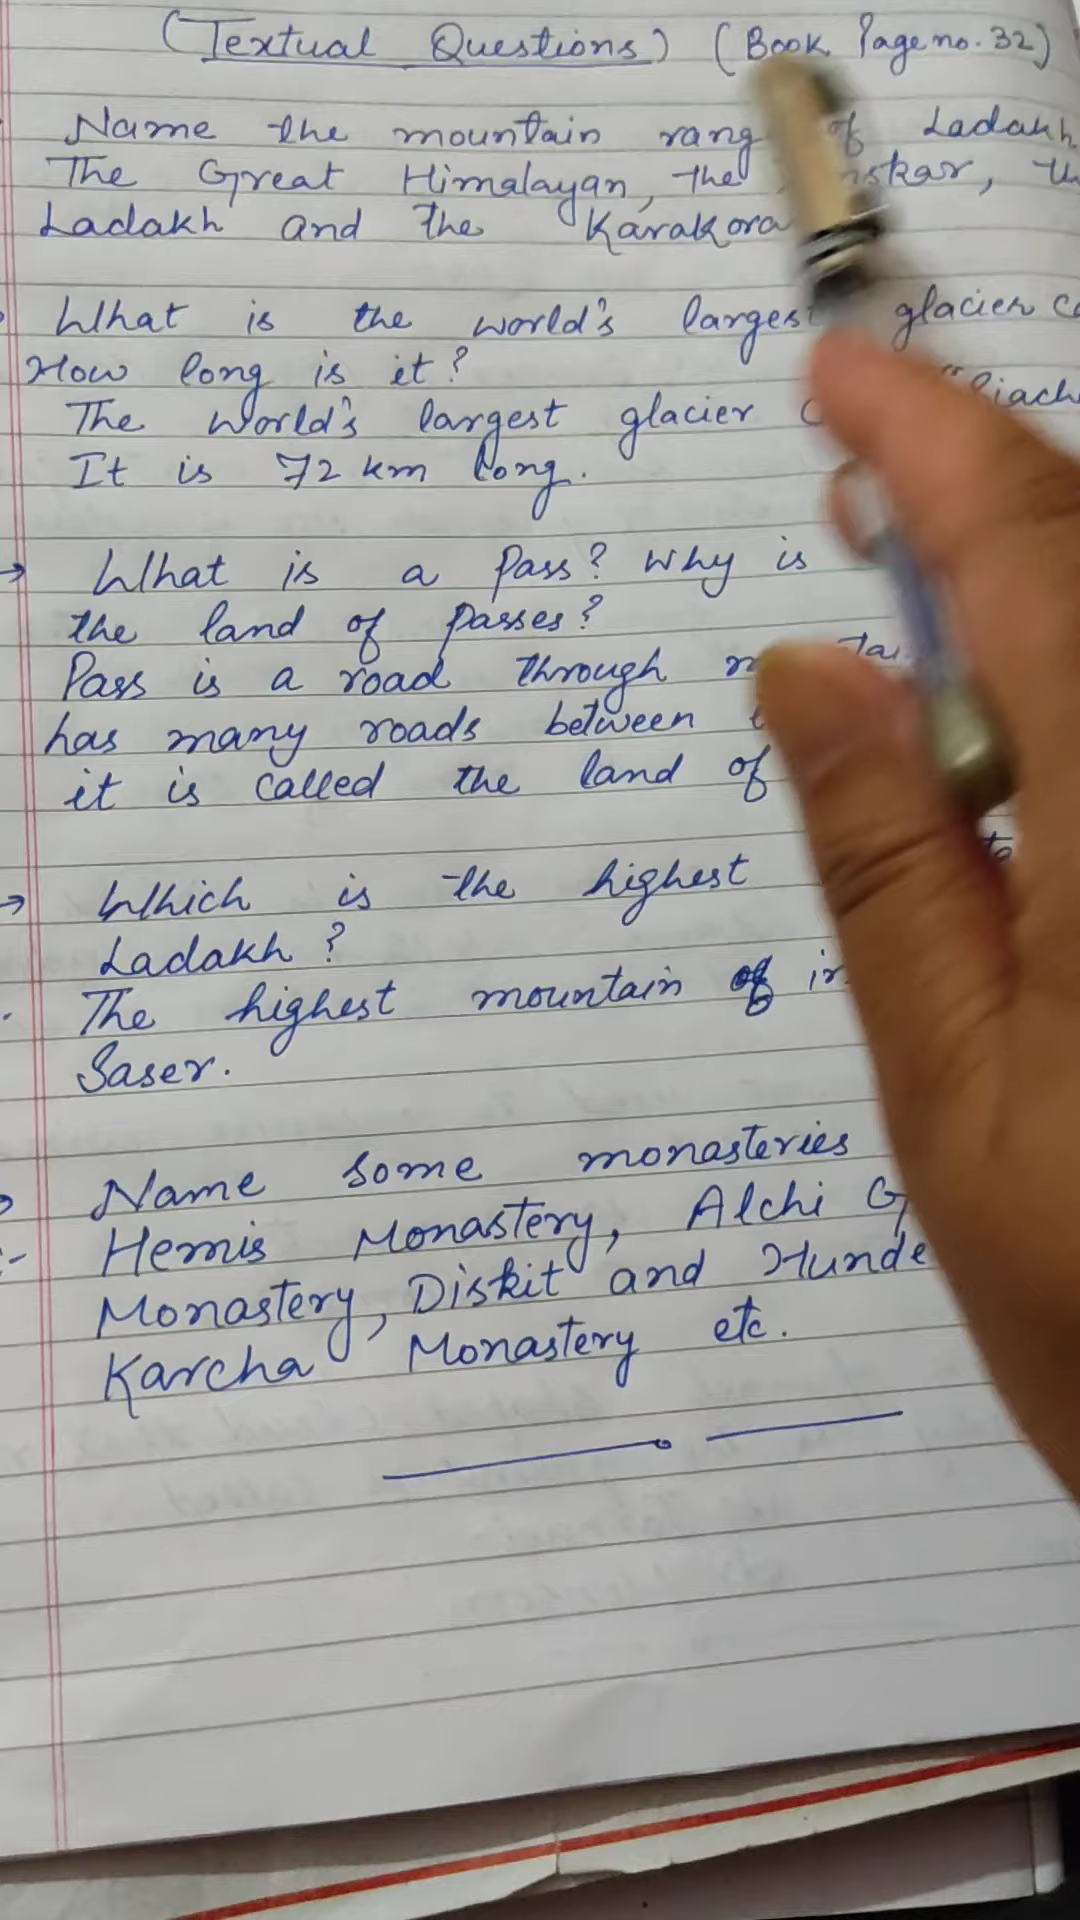 (Textual Questions) (Book Page no. 32)
Name the mountain rang of Ladakh
The Great Himalayan, the
Ladakh and the
What is the world's largest glacier
How long is it?
The world's largest glacier
It is 72 km long.
What is a Pass? Why is
the land of passes?
Pass is a road through
has many roads between
it is called the land of
Which is the highest
Ladakh?
The highest mountain of
Saser.
Name some monasteries
Hemis Monastery, Alchi
Monastery, Diskit and
Karcha Monastery etc.